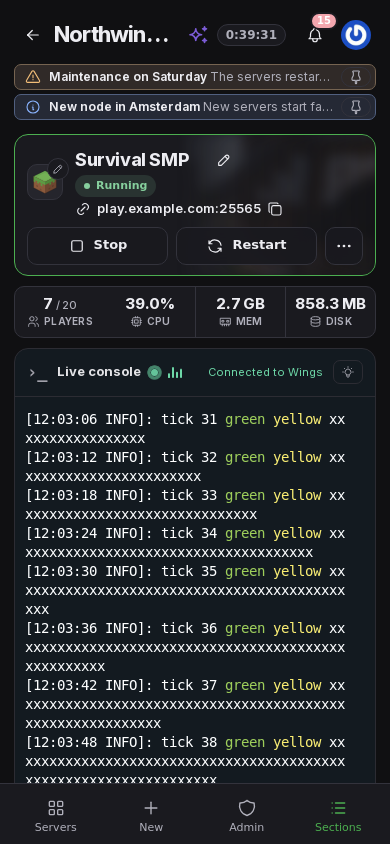 Northwin...
0:39:31
15
Maintenance on Saturday The servers restar...
New node in Amsterdam New servers start fa...
Survival SMP
Running
play.example.com:25565
Stop
Restart
7 / 20
PLAYERS
39.0%
CPU
2.7 GB
MEM
858.3 MB
DISK
Live console
Connected to Wings
[12:03:06 INFO]: tick 31 green yellow xx
xxxxxxxxxxxxxxx
[12:03:12 INFO]: tick 32 green yellow xx
xxxxxxxxxxxxxxxxxxxxxx
[12:03:18 INFO]: tick 33 green yellow xx
xxxxxxxxxxxxxxxxxxxxxxxxxxxxx
[12:03:24 INFO]: tick 34 green yellow xx
xxxxxxxxxxxxxxxxxxxxxxxxxxxxxxxxxxxx
[12:03:30 INFO]: tick 35 green yellow xx
xxxxxxxxxxxxxxxxxxxxxxxxxxxxxxxxxxxxxxxx
xxx
[12:03:36 INFO]: tick 36 green yellow xx
xxxxxxxxxxxxxxxxxxxxxxxxxxxxxxxxxxxxxxxx
xxxxxxxxxx
[12:03:42 INFO]: tick 37 green yellow xx
xxxxxxxxxxxxxxxxxxxxxxxxxxxxxxxxxxxxxxxx
xxxxxxxxxxxxxxxxx
[12:03:48 INFO]: tick 38 green yellow xx
xxxxxxxxxxxxxxxxxxxxxxxxxxxxxxxxxxxxxxxx
xxxxxxxxxxxxxxxxxxxxxxxx
Servers
New
Admin
Sections